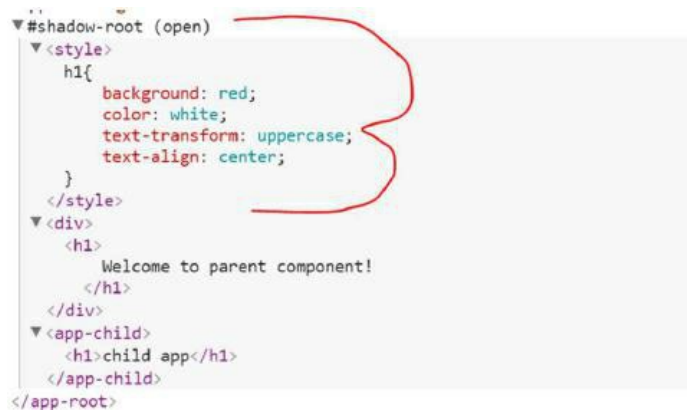 ▼#shadow-root (open)
▼<style>
h1{
background: red;
color: white;
text-transform: uppercase;
text-align: center;
}
</style>
▼<div>
<h1>
Welcome to parent component!
</h1>
</div>
▼<app-child>
<h1>child app</h1>
</app-child>
</app-root>